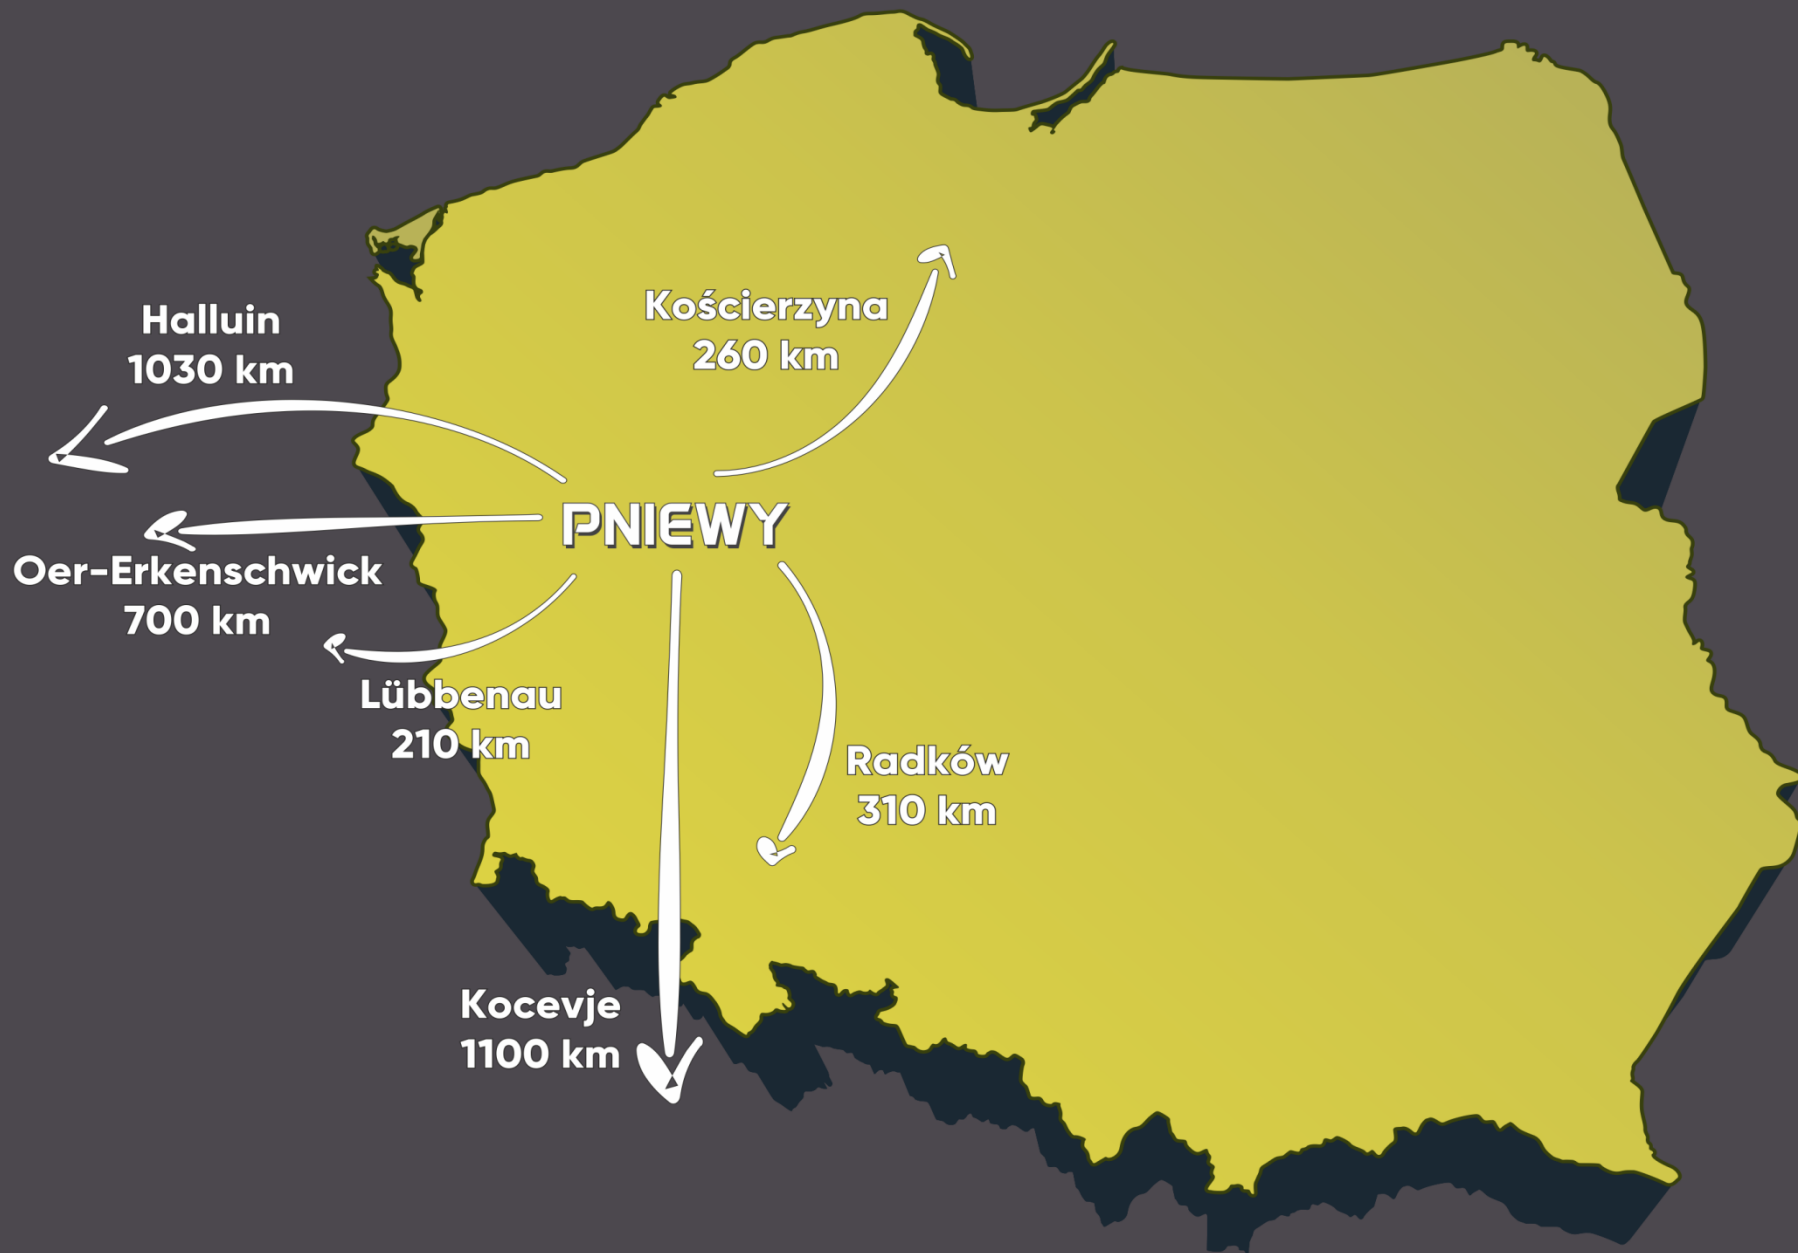 Halluin
1030 km
Kościerzyna
260 km
PNIEWY
Oer-Erkenschwick
700 km
Lübbenau
210 km
Radków
310 km
Kocevje
1100 km